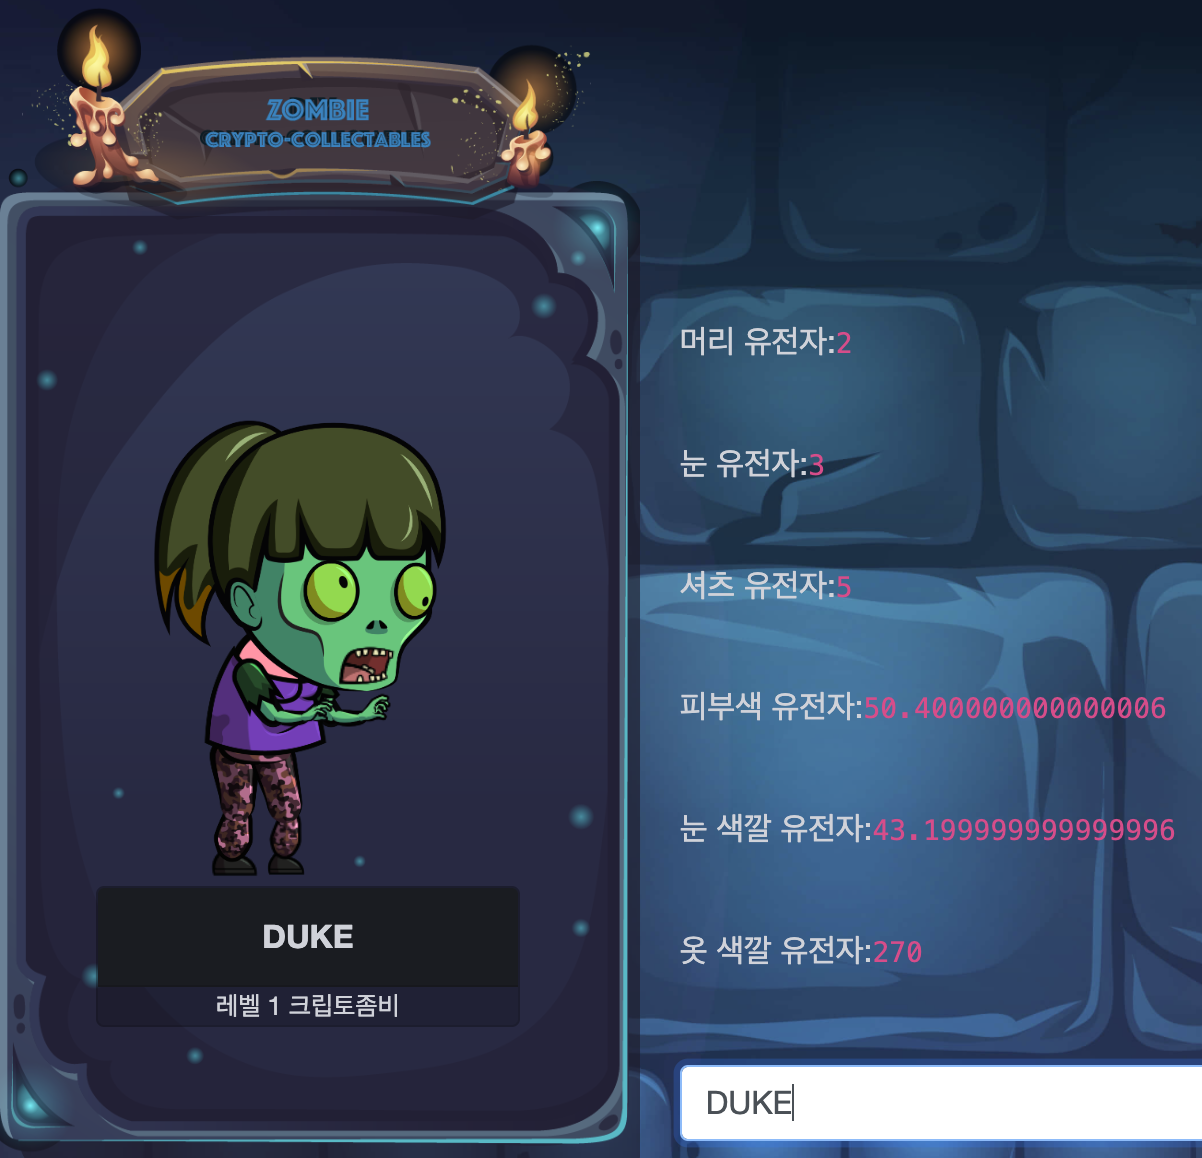 ZOMBIE
CRYPTO-COLLECTABLES
머리 유전자:2
눈 유전자:3
셔츠 유전자:5
피부색 유전자:50.400000000000006
눈 색깔 유전자:43.199999999999996
옷 색깔 유전자:270
DUKE
레벨 1 크립토좀비
DUKE